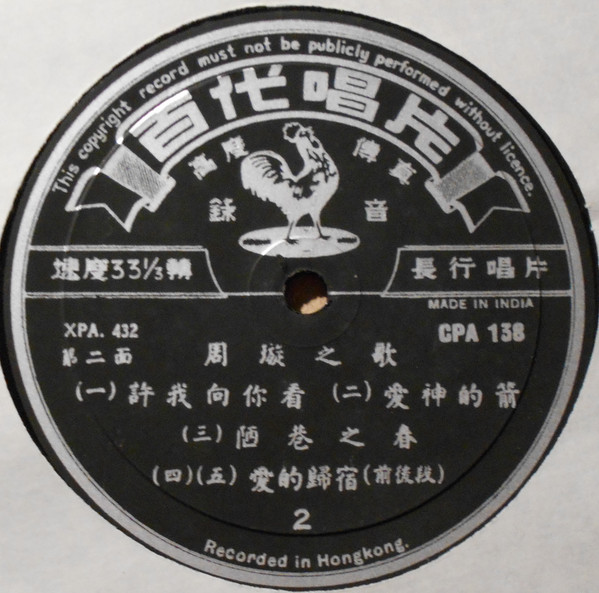 This copyright record must not be publicly performed without licence.
百代唱片
高度 傳真
錄 音
速度33⅓轉
長行唱片
MADE IN INDIA
XPA. 432
CPA 138
第二面
周璇之歌
(一)許我向你看 (二)愛神的箭
(三)陋巷之春
(四)(五)愛的歸宿(前後段)
2
Recorded in Hongkong.